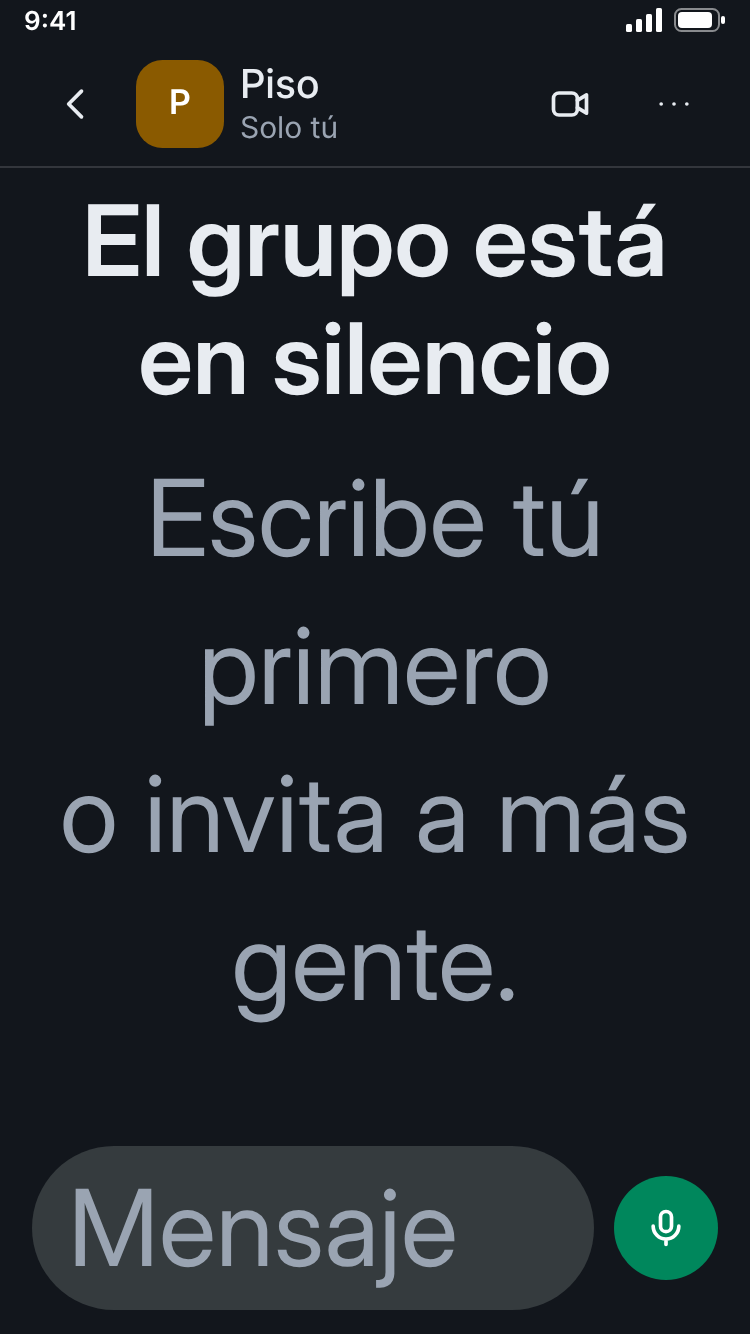 9:41
P
Piso
Solo tú
El grupo está
en silencio
Escribe tú
primero
o invita a más
gente.
Mensaje